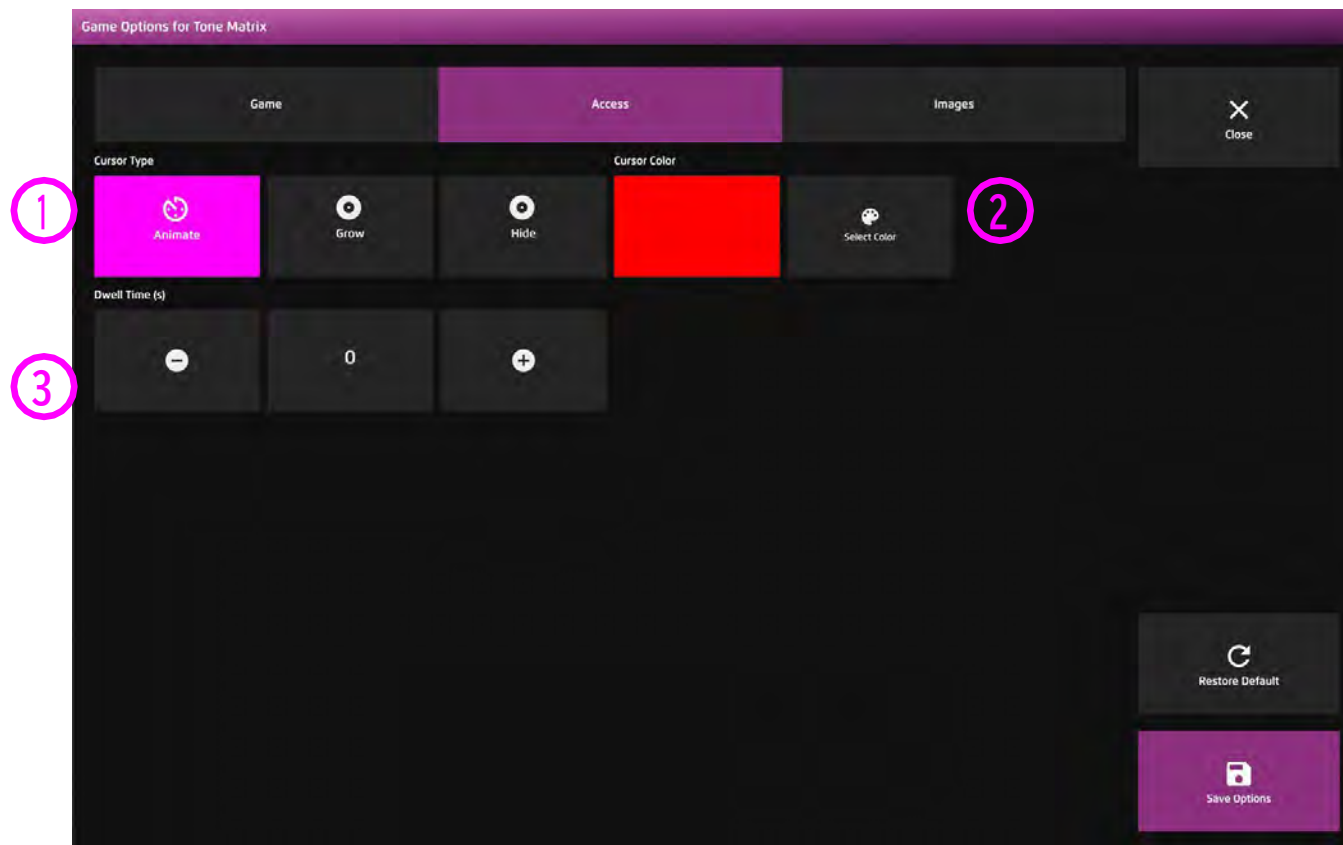 Game Options for Tone Matrix
Game
Access
Images
Close
Cursor Type
Cursor Color
1
Animate
Grow
Hide
Select Color
2
Dwell Time (s)
3
0
Restore Default
Save Options